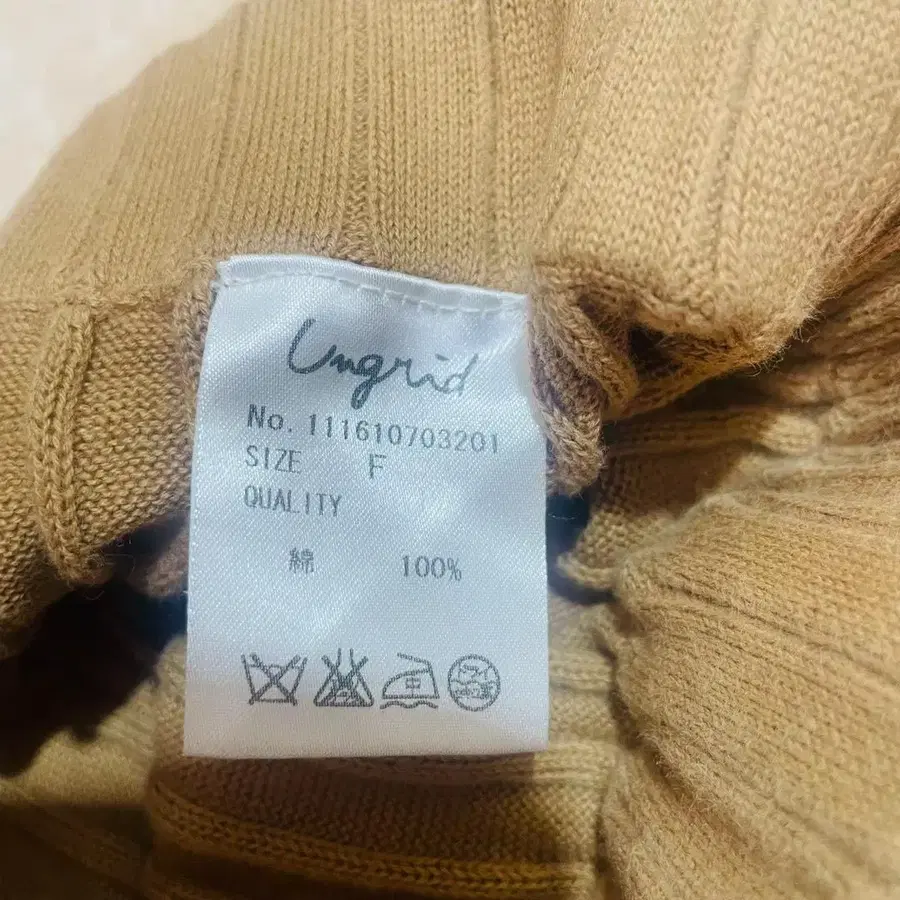 Ungrid
No. 111610703201
SIZE F
QUALITY
綿 100%